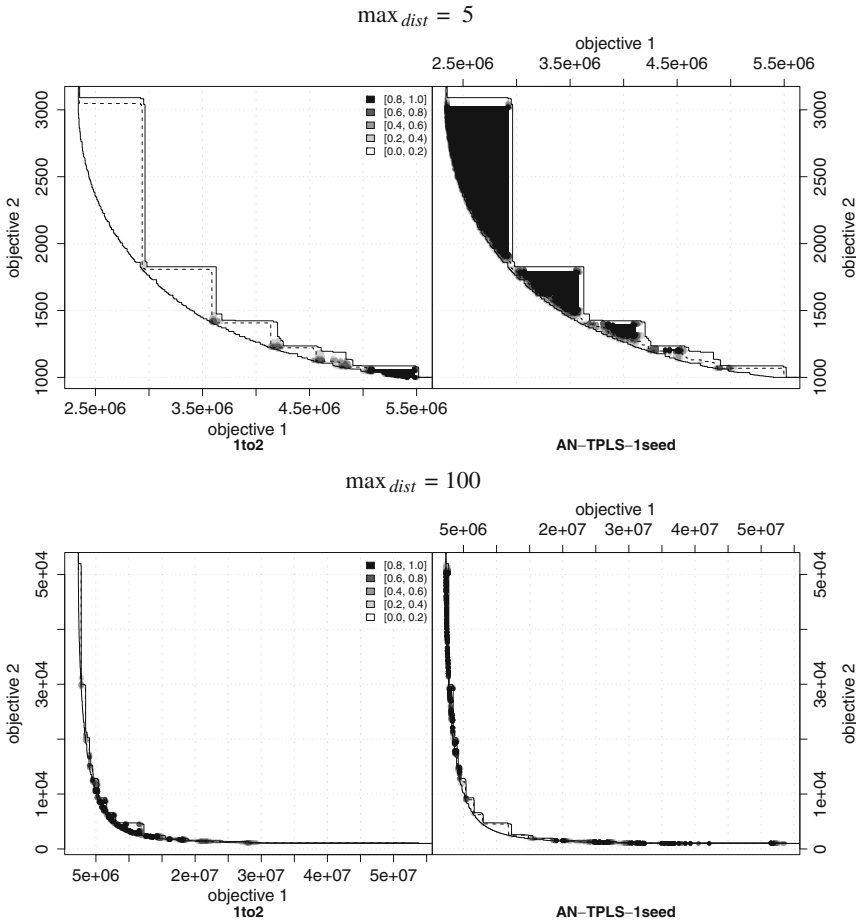 max dist = 5
objective 1
2.5e+06 3.5e+06 4.5e+06 5.5e+06
[0.8, 1.0]
[0.6, 0.8)
[0.4, 0.6)
[0.2, 0.4)
[0.0, 0.2)
objective 2
1000 1500 2000 2500 3000
1000 1500 2000 2500 3000
objective 2
2.5e+06 3.5e+06 4.5e+06 5.5e+06
objective 1
1to2
AN−TPLS−1seed
max dist = 100
objective 1
5e+06 2e+07 3e+07 4e+07 5e+07
[0.8, 1.0]
[0.6, 0.8)
[0.4, 0.6)
[0.2, 0.4)
[0.0, 0.2)
objective 2
0 1e+04 3e+04 5e+04
0 1e+04 3e+04 5e+04
objective 2
5e+06 2e+07 3e+07 4e+07 5e+07
objective 1
1to2
AN−TPLS−1seed